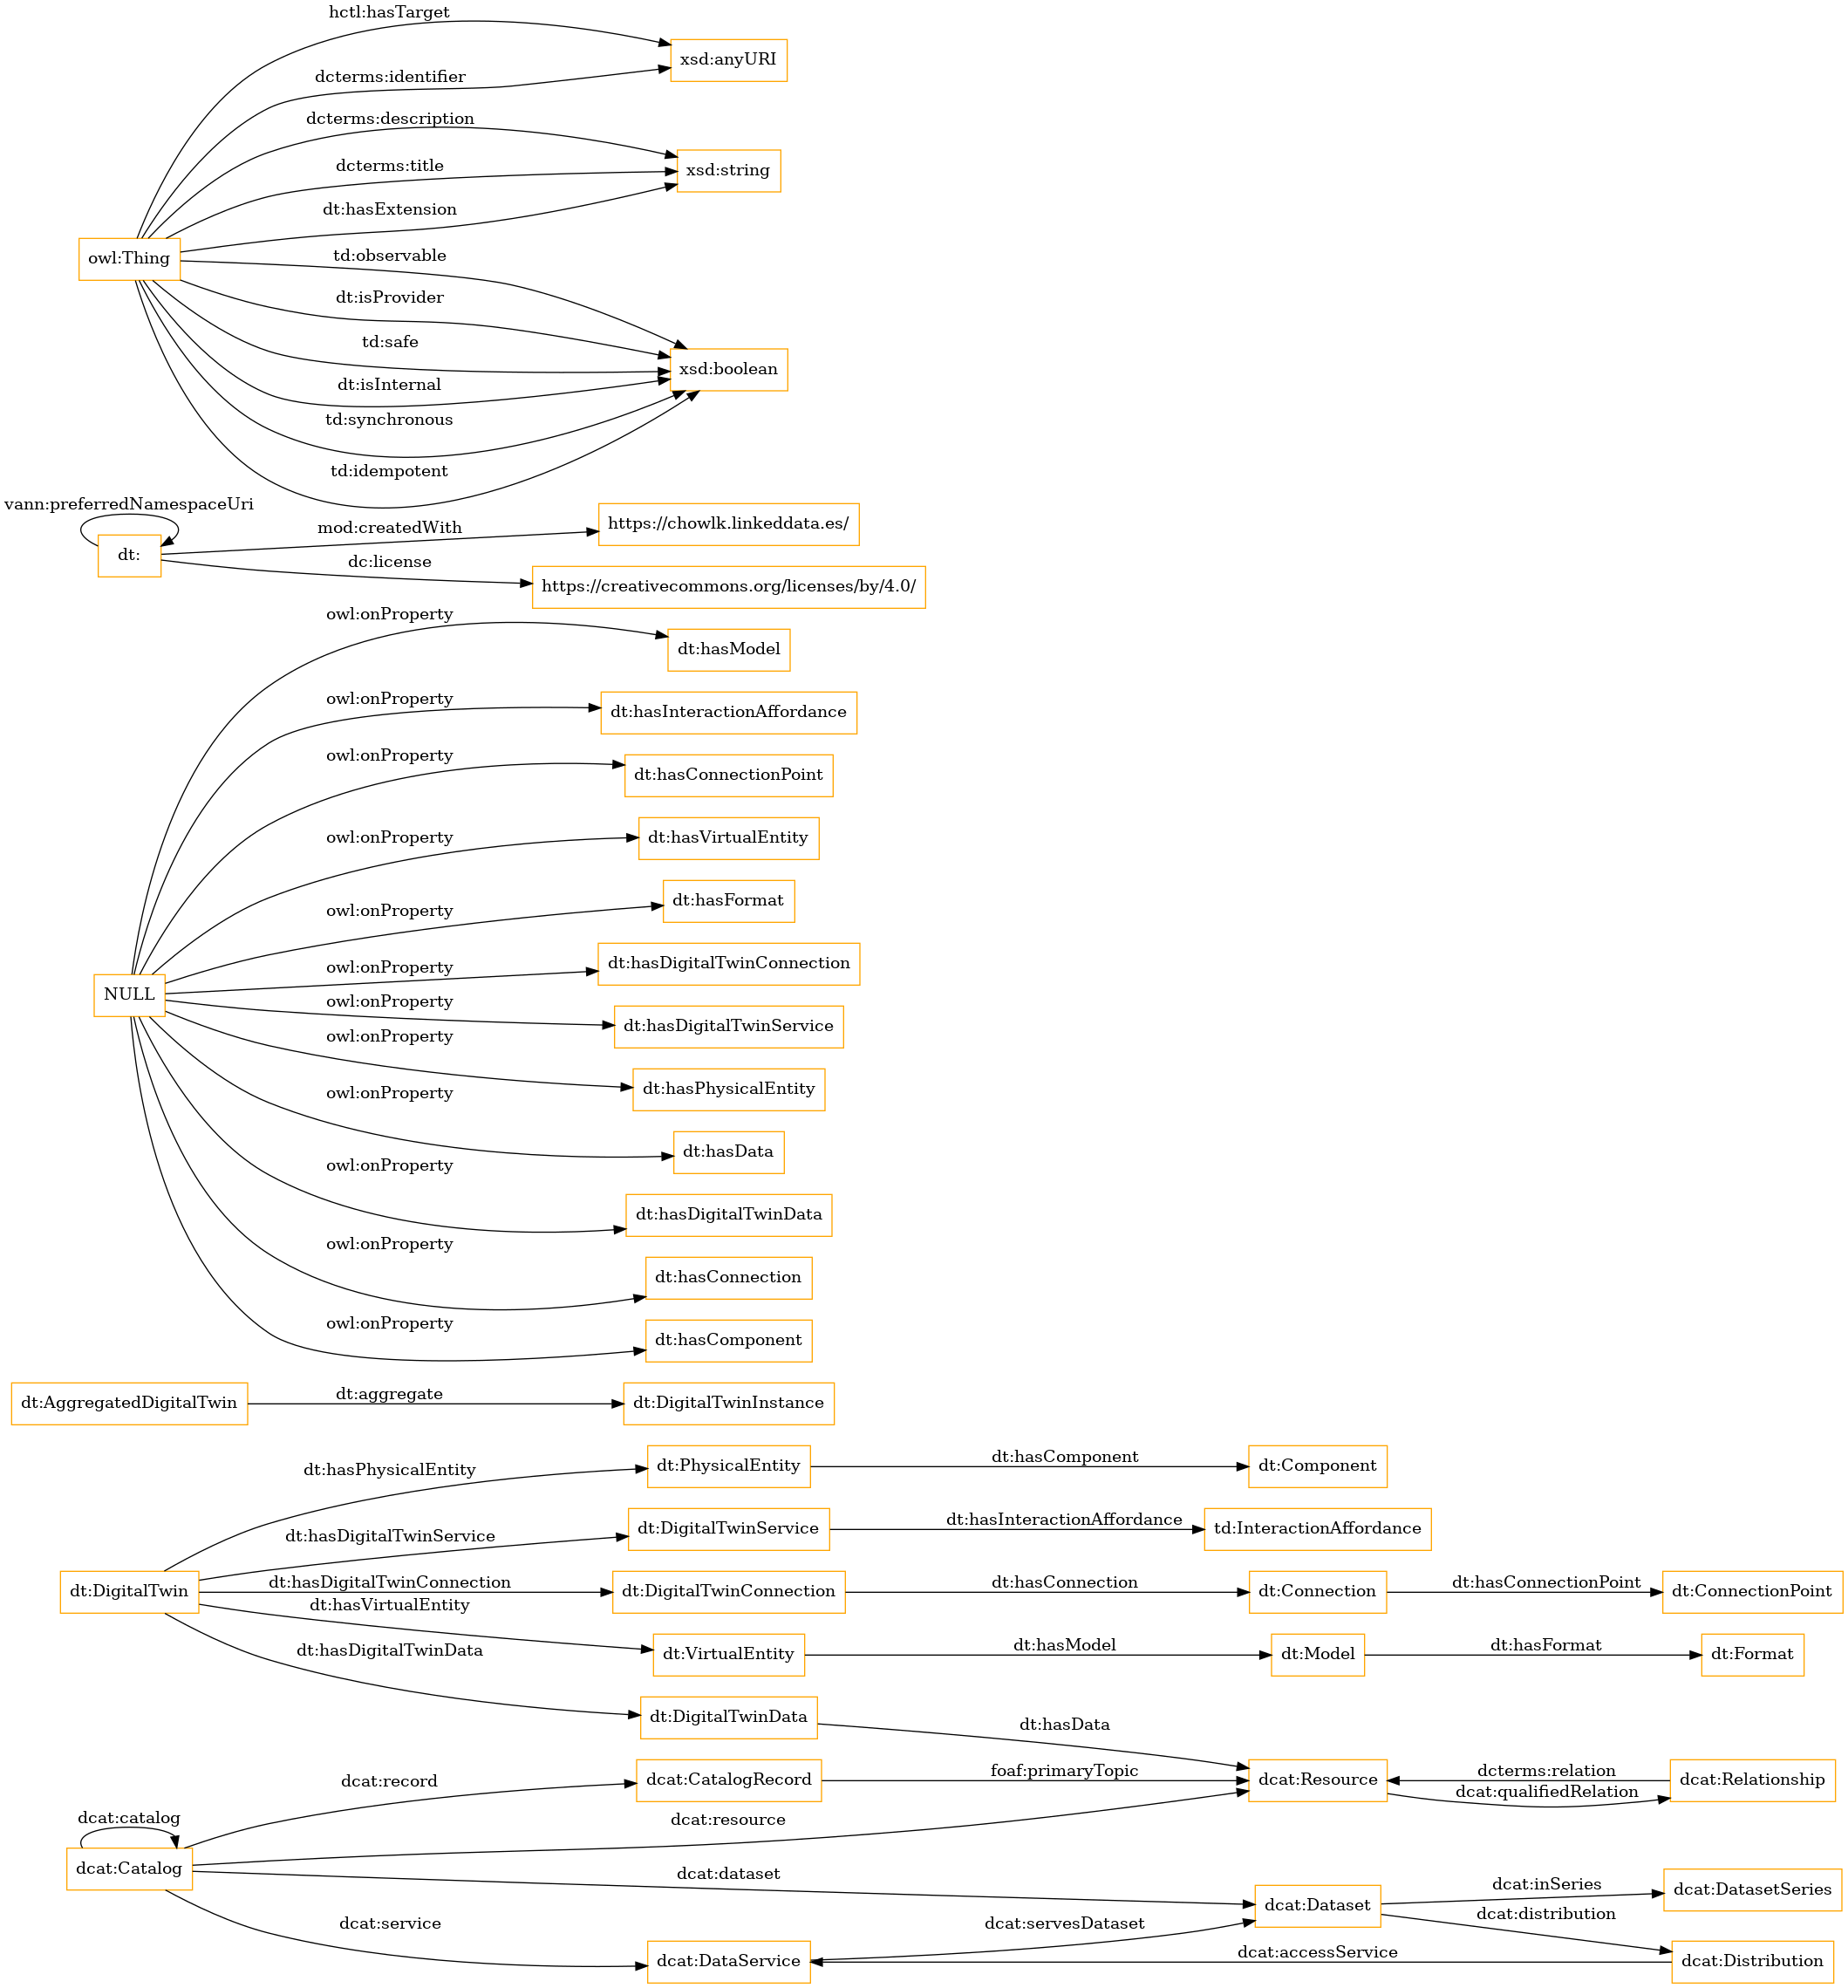 hctl:hasTarget
xsd:anyURI
dcterms:identifier
dcterms:description
dcterms:title
xsd:string
dt:hasExtension
owl:Thing
td:observable
dt:isProvider
td:safe
xsd:boolean
dt:isInternal
td:synchronous
td:idempotent
vann:preferredNamespaceUri
dt:
mod:createdWith
https://chowlk.linkeddata.es/
dc:license
https://creativecommons.org/licenses/by/4.0/
owl:onProperty
dt:hasModel
owl:onProperty
dt:hasInteractionAffordance
owl:onProperty
dt:hasConnectionPoint
owl:onProperty
dt:hasVirtualEntity
owl:onProperty
dt:hasFormat
owl:onProperty
dt:hasDigitalTwinConnection
NULL
owl:onProperty
dt:hasDigitalTwinService
owl:onProperty
dt:hasPhysicalEntity
owl:onProperty
dt:hasData
owl:onProperty
dt:hasDigitalTwinData
owl:onProperty
dt:hasConnection
owl:onProperty
dt:hasComponent
dt:AggregatedDigitalTwin
dt:aggregate
dt:DigitalTwinInstance
dt:hasPhysicalEntity
dt:PhysicalEntity
dt:hasComponent
dt:Component
dt:hasDigitalTwinService
dt:DigitalTwinService
dt:hasInteractionAffordance
td:InteractionAffordance
dt:DigitalTwin
dt:hasDigitalTwinConnection
dt:DigitalTwinConnection
dt:hasConnection
dt:Connection
dt:hasConnectionPoint
dt:ConnectionPoint
dt:hasVirtualEntity
dt:VirtualEntity
dt:hasModel
dt:Model
dt:hasFormat
dt:Format
dt:hasDigitalTwinData
dt:DigitalTwinData
dt:hasData
dcat:record
dcat:CatalogRecord
foaf:primaryTopic
dcat:Resource
dcterms:relation
dcat:qualifiedRelation
dcat:Relationship
dcat:catalog
dcat:Catalog
dcat:resource
dcat:dataset
dcat:Dataset
dcat:inSeries
dcat:DatasetSeries
dcat:service
dcat:DataService
dcat:servesDataset
dcat:distribution
dcat:accessService
dcat:Distribution